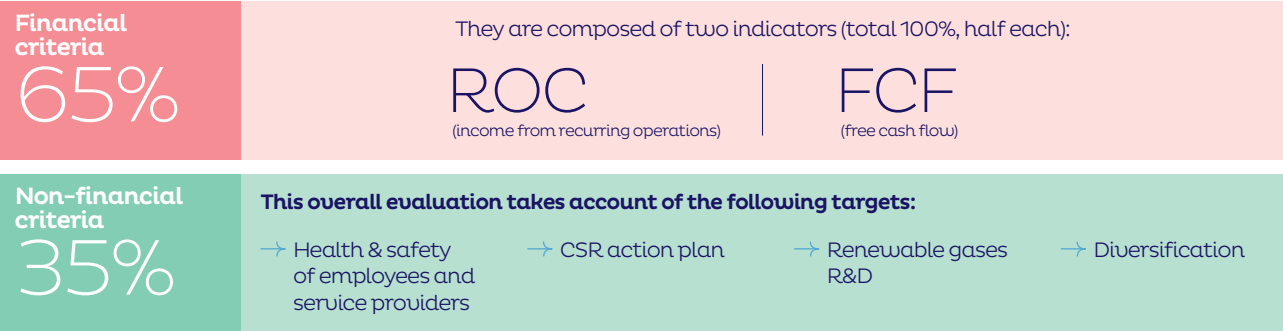 Financial
criteria
65%
They are composed of two indicators (total 100%, half each):
ROC
(income from recurring operations)
FCF
(free cash flow)
Non-financial
criteria
35%
This overall evaluation takes account of the following targets:
Health & safety
of employees and
service providers
CSR action plan
Renewable gases
R&D
Diversification